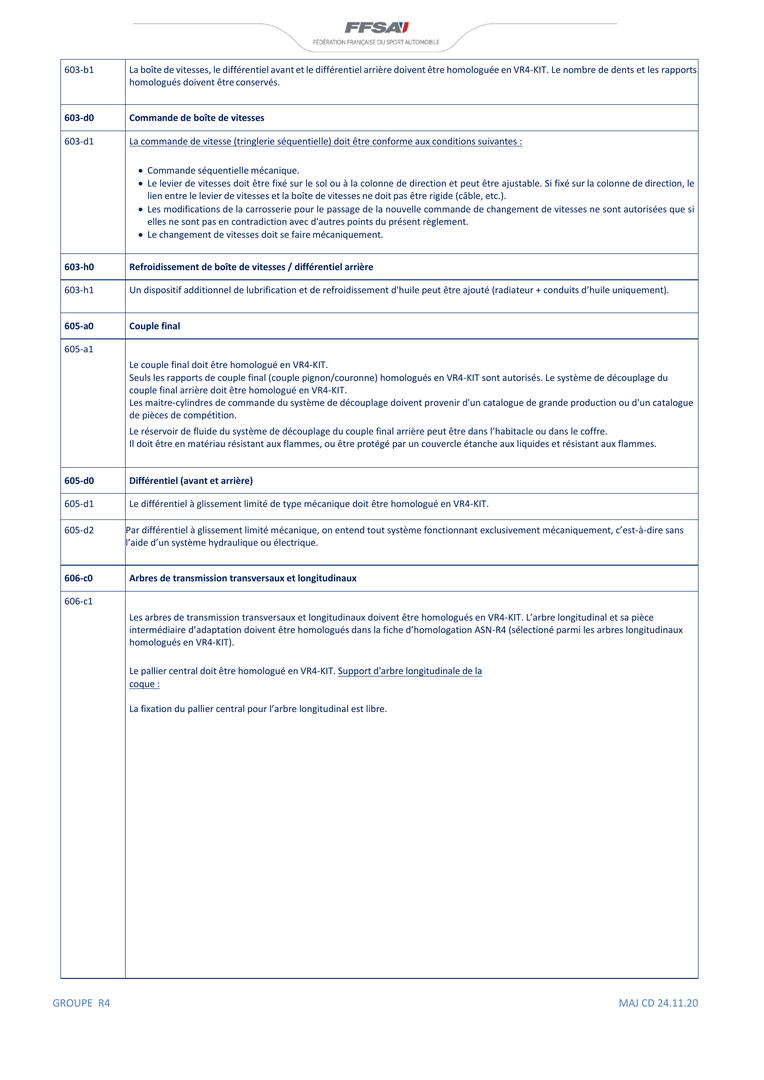 FFSA
FÉDÉRATION FRANÇAISE DU SPORT AUTOMOBILE
603-b1
La boîte de vitesses, le différentiel avant et le différentiel arrière doivent être homologuée en VR4-KIT. Le nombre de dents et les rapports
homologués doivent être conservés.
603-d0
Commande de boîte de vitesses
603-d1
La commande de vitesse (tringlerie séquentielle) doit être conforme aux conditions suivantes :
• Commande séquentielle mécanique.
• Le levier de vitesses doit être fixé sur le sol ou à la colonne de direction et peut être ajustable. Si fixé sur la colonne de direction, le
lien entre le levier de vitesses et la boîte de vitesses ne doit pas être rigide (câble, etc.).
• Les modifications de la carrosserie pour le passage de la nouvelle commande de changement de vitesses ne sont autorisées que si
elles ne sont pas en contradiction avec d'autres points du présent règlement.
• Le changement de vitesses doit se faire mécaniquement.
603-h0
Refroidissement de boîte de vitesses / différentiel arrière
603-h1
Un dispositif additionnel de lubrification et de refroidissement d'huile peut être ajouté (radiateur + conduits d’huile uniquement).
605-a0
Couple final
605-a1
Le couple final doit être homologué en VR4-KIT.
Seuls les rapports de couple final (couple pignon/couronne) homologués en VR4-KIT sont autorisés. Le système de découplage du
couple final arrière doit être homologué en VR4-KIT.
Les maitre-cylindres de commande du système de découplage doivent provenir d'un catalogue de grande production ou d'un catalogue
de pièces de compétition.
Le réservoir de fluide du système de découplage du couple final arrière peut être dans l’habitacle ou dans le coffre.
Il doit être en matériau résistant aux flammes, ou être protégé par un couvercle étanche aux liquides et résistant aux flammes.
605-d0
Différentiel (avant et arrière)
605-d1
Le différentiel à glissement limité de type mécanique doit être homologué en VR4-KIT.
605-d2
Par différentiel à glissement limité mécanique, on entend tout système fonctionnant exclusivement mécaniquement, c’est-à-dire sans
l’aide d’un système hydraulique ou électrique.
606-c0
Arbres de transmission transversaux et longitudinaux
606-c1
Les arbres de transmission transversaux et longitudinaux doivent être homologués en VR4-KIT. L’arbre longitudinal et sa pièce
intermédiaire d’adaptation doivent être homologués dans la fiche d’homologation ASN-R4 (sélectioné parmi les arbres longitudinaux
homologués en VR4-KIT).
Le pallier central doit être homologué en VR4-KIT. Support d'arbre longitudinale de la
coque :
La fixation du pallier central pour l’arbre longitudinal est libre.
GROUPE R4
MAJ CD 24.11.20